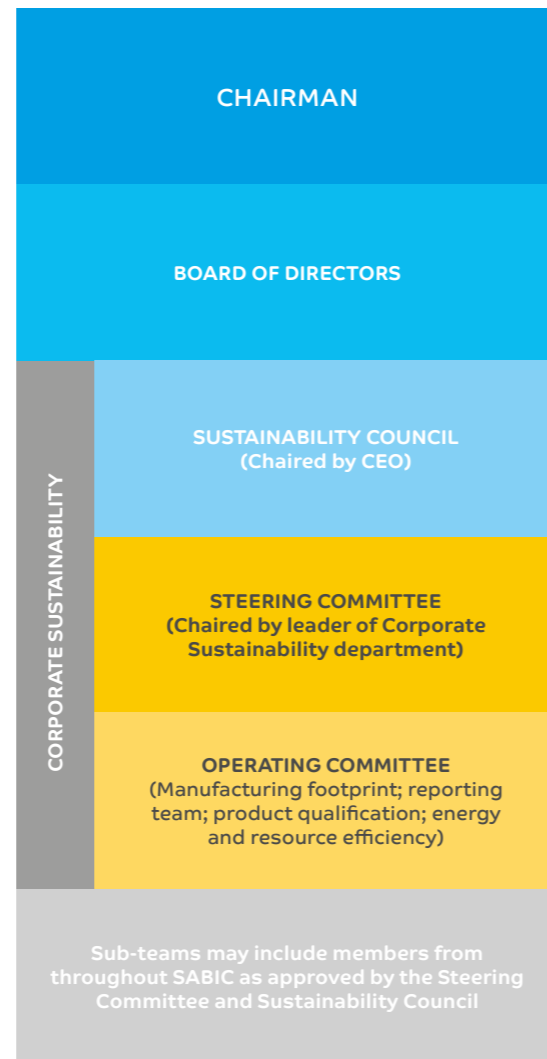 CHAIRMAN
BOARD OF DIRECTORS
CORPORATE SUSTAINABILITY
SUSTAINABILITY COUNCIL
(Chaired by CEO)
STEERING COMMITTEE
(Chaired by leader of Corporate
Sustainability department)
OPERATING COMMITTEE
(Manufacturing footprint; reporting
team; product qualification; energy
and resource efficiency)
Sub-teams may include members from
throughout SABIC as approved by the Steering
Committee and Sustainability Council